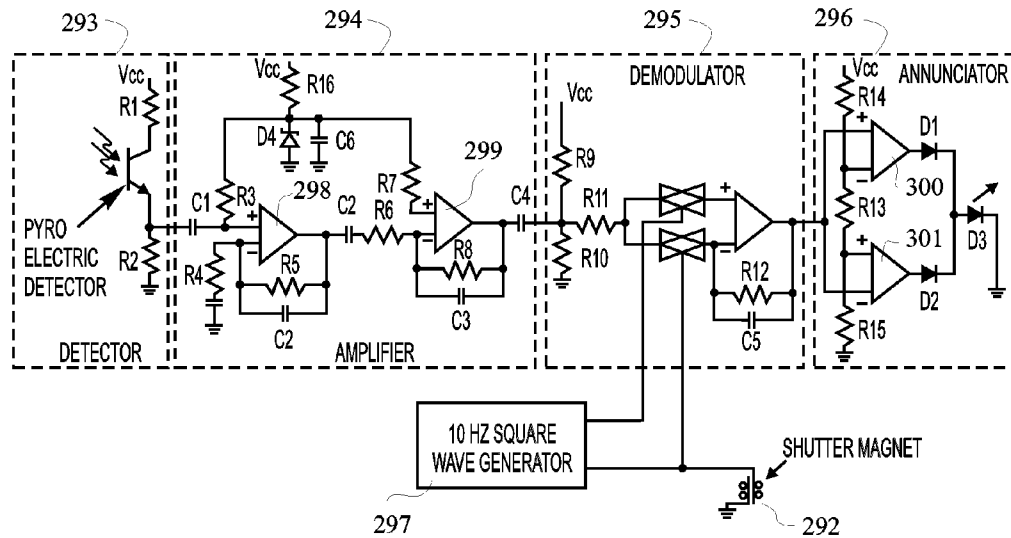 293
294
295
296
Vcc
R1
PYRO
ELECTRIC
DETECTOR
R2
DETECTOR
Vcc
R16
D4
C6
R3
C1
298
R4
R5
C2
C2
R6
R7
299
R8
C3
C4
AMPLIFIER
DEMODULATOR
Vcc
R9
R11
R10
R12
C5
ANNUNCIATOR
Vcc
R14
D1
300
R13
301
D3
D2
R15
+
−
+
−
+
−
+
−
+
−
10 HZ SQUARE
WAVE GENERATOR
297
SHUTTER MAGNET
292